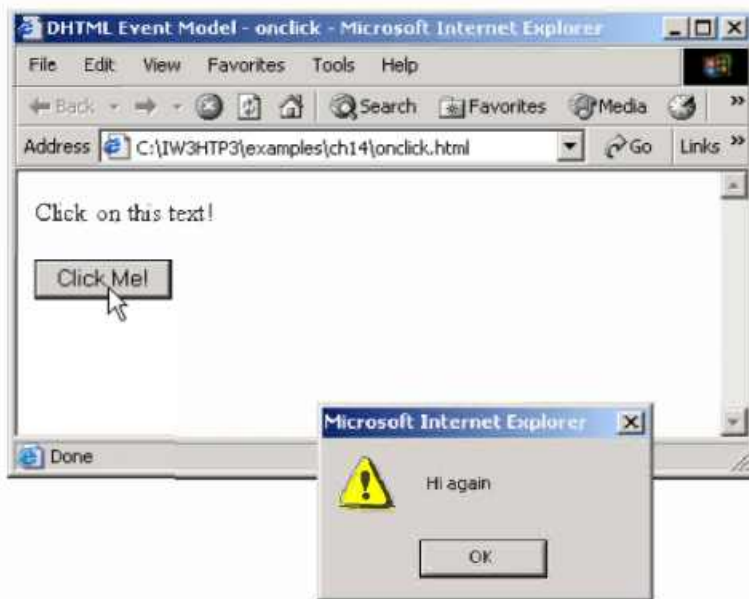 DHTML Event Model - onclick - Microsoft Internet Explorer
File Edit View Favorites Tools Help
Back Search Favorites Media »
Address C:\IW3HTP3\examples\ch14\onclick.html Go Links »
Click on this text!
Click Me!
Microsoft Internet Explorer
Done
Hi again
OK